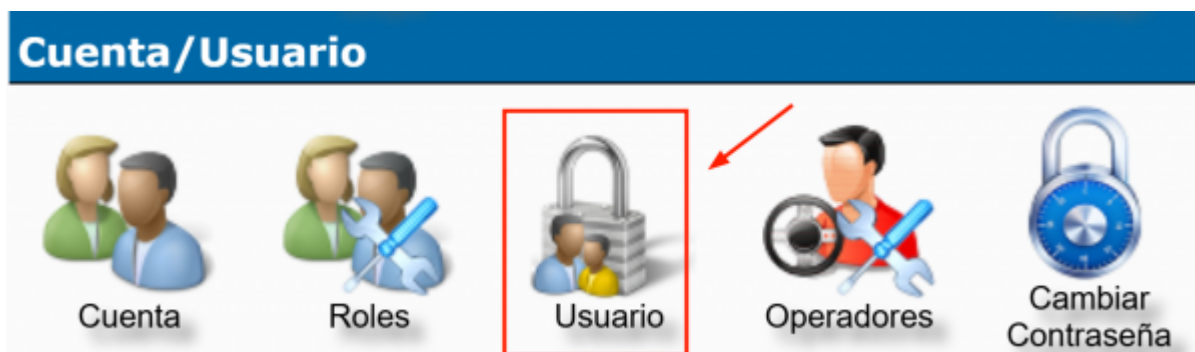 Cuenta/Usuario
Cuenta
Roles
Usuario
Operadores
Cambiar
Contraseña